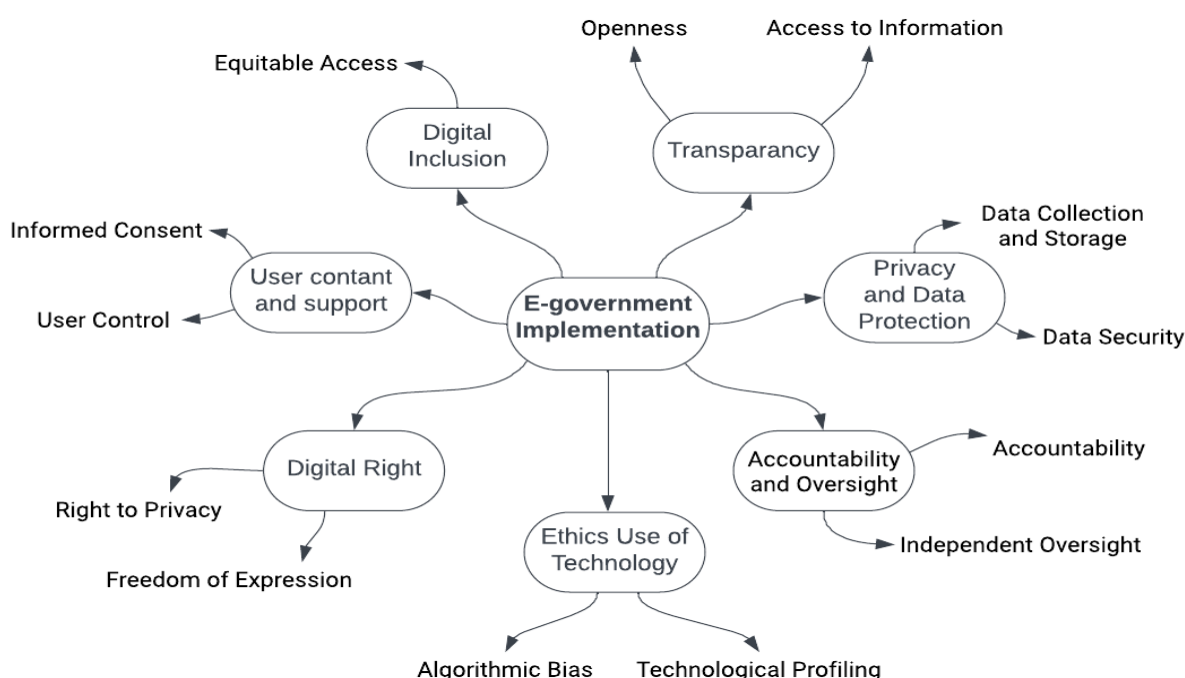 Openness
Access to Information
Equitable Access
Digital
Inclusion
Transparancy
Informed Consent
User contant
and support
User Control
E-government
Implementation
Data Collection
and Storage
Privacy
and Data
Protection
Data Security
Digital Right
Right to Privacy
Freedom of Expression
Accountability
and Oversight
Accountability
Independent Oversight
Ethics Use of
Technology
Algorithmic Bias
Technological Profiling